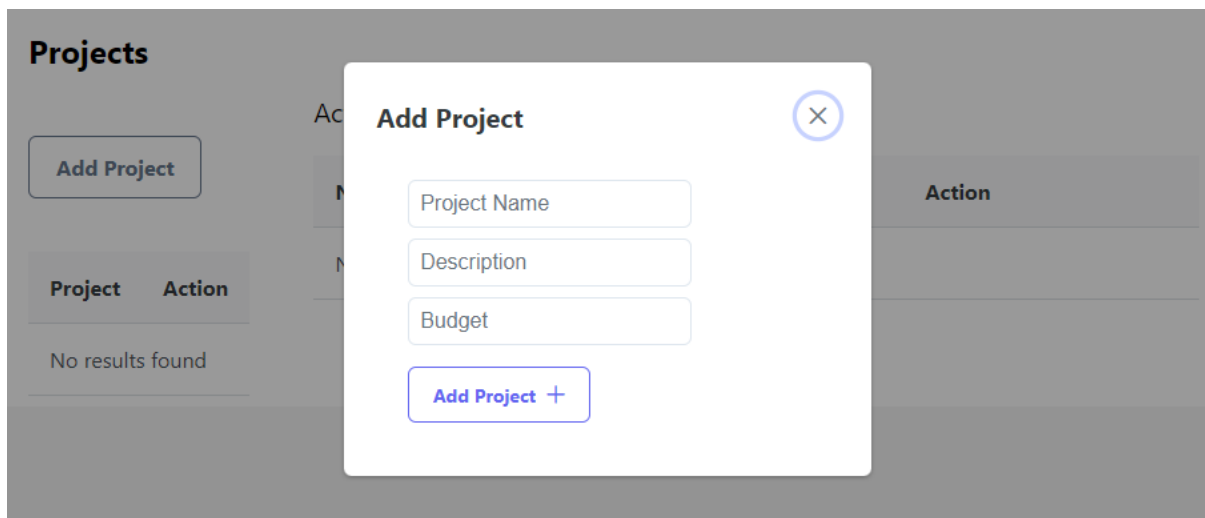 Projects
Add Project
Project Action
No results found
Ac
Action
Add Project
Project Name
Description
Budget
Add Project +